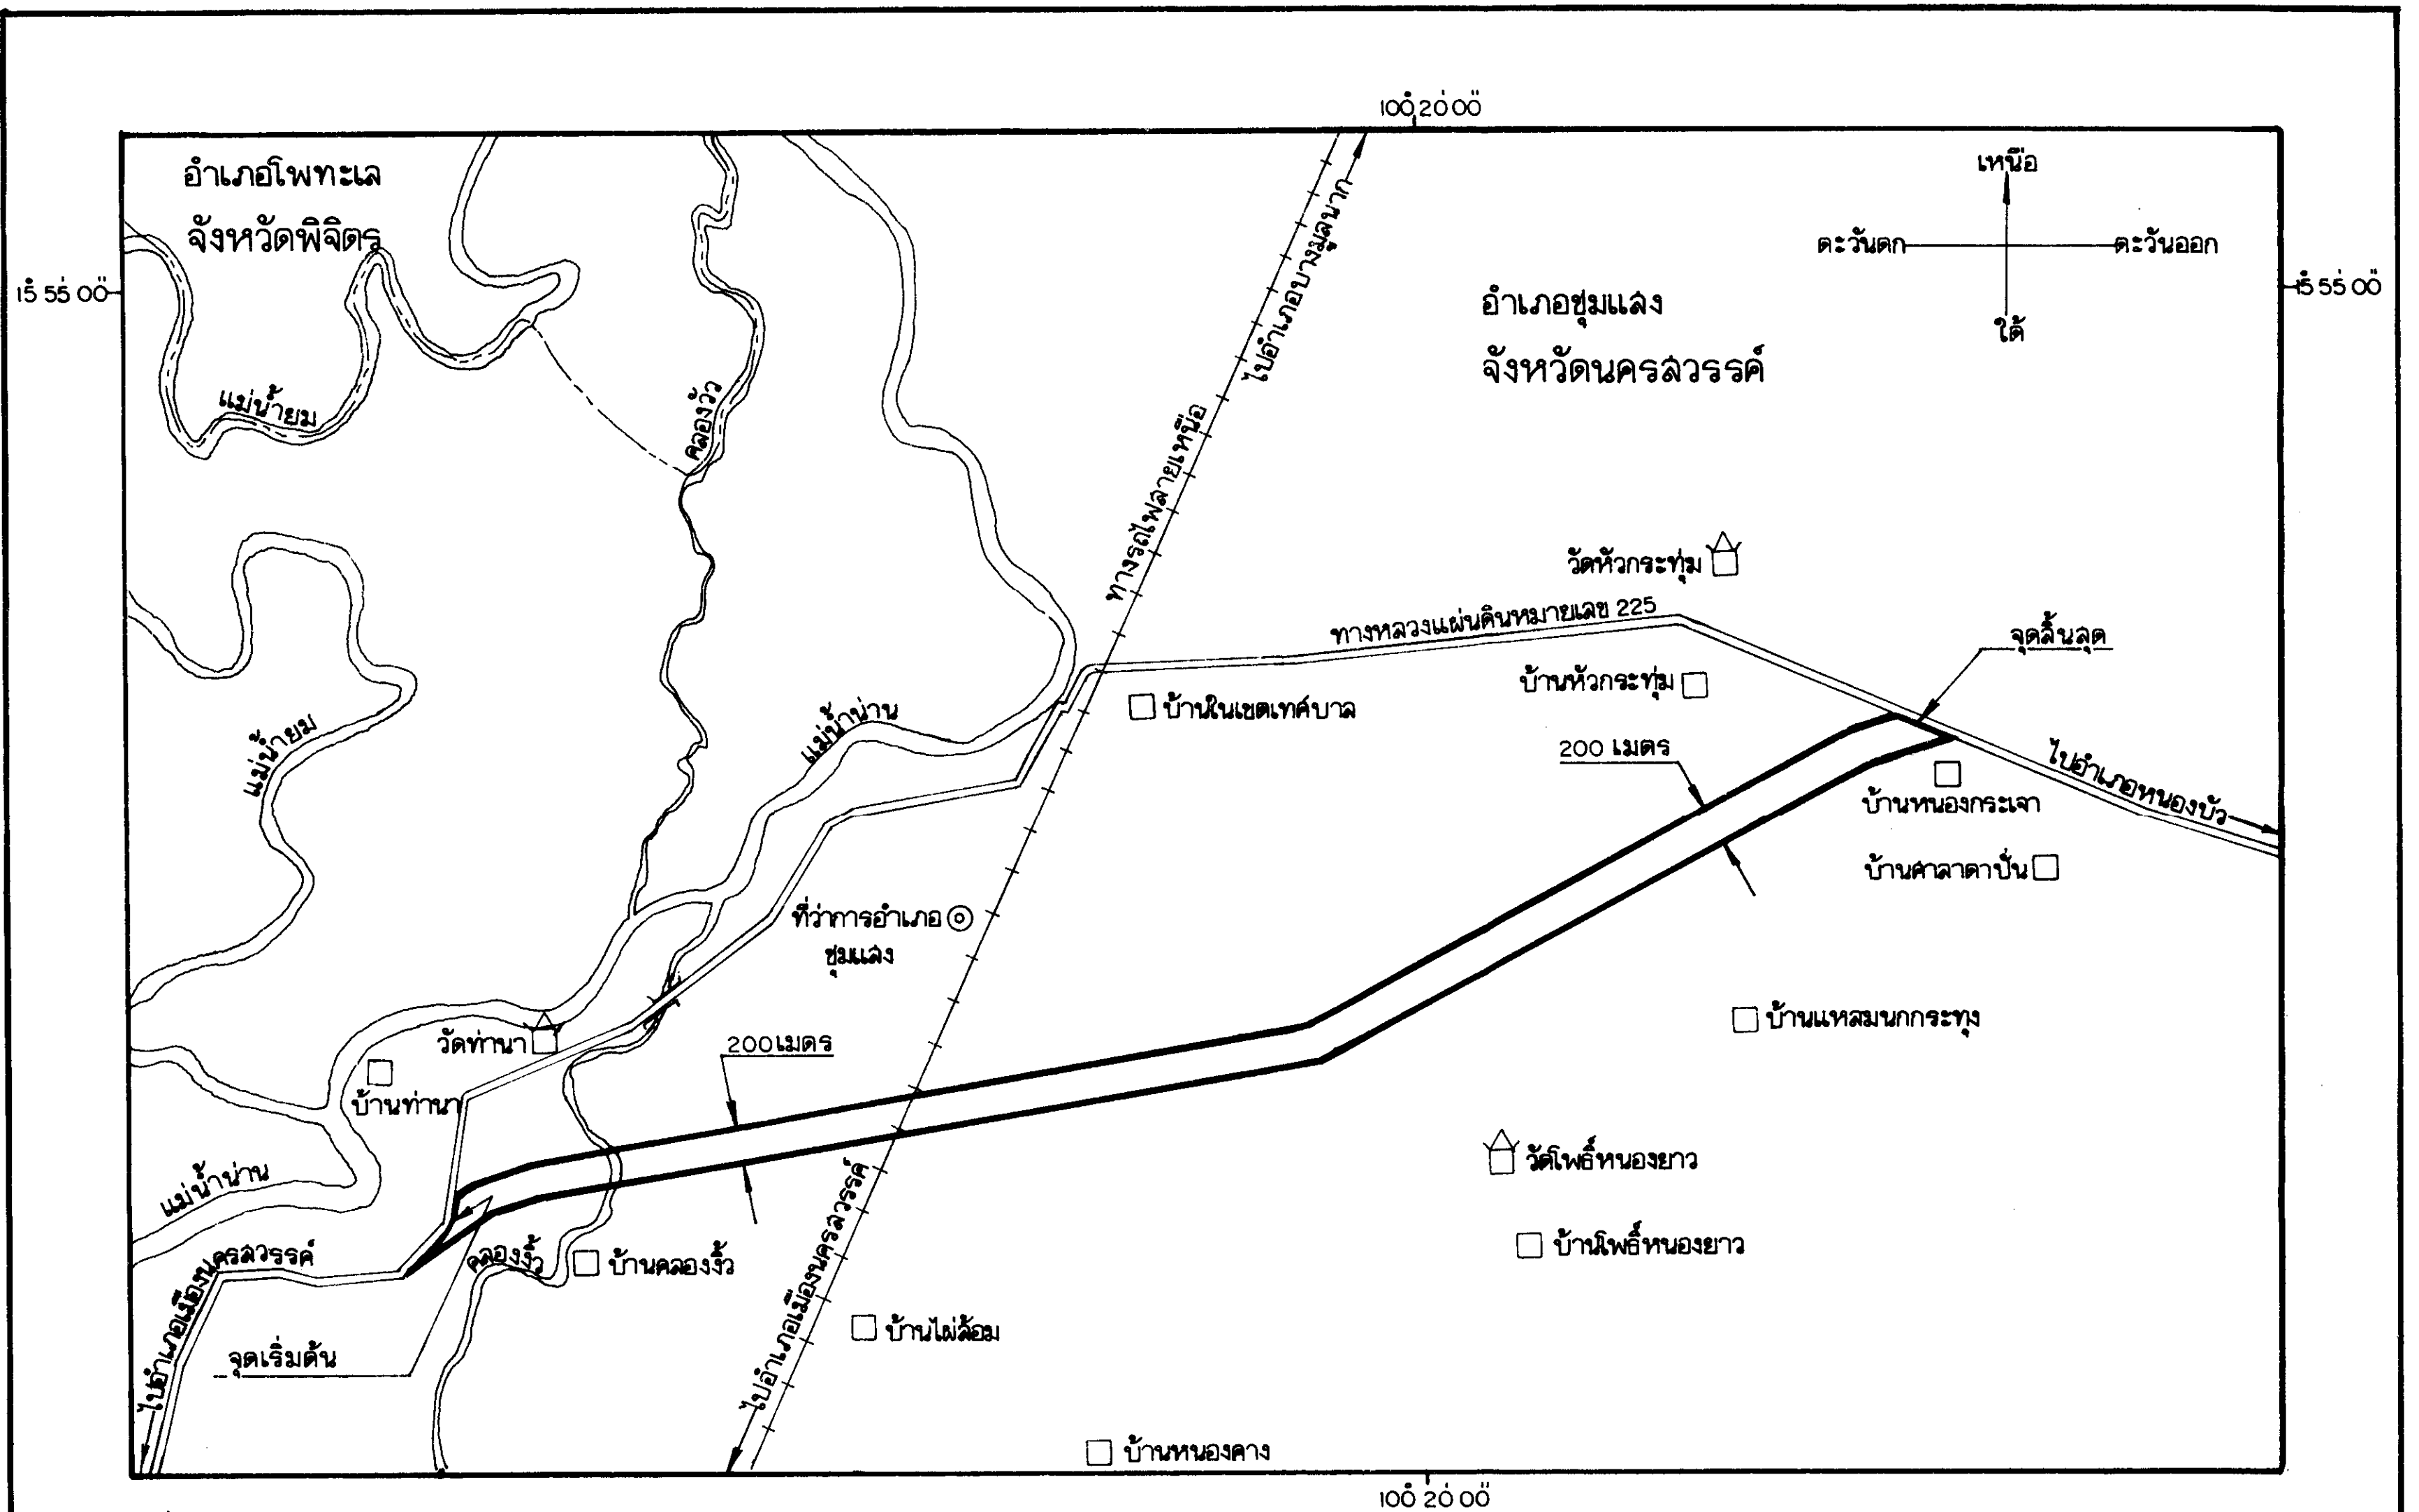 100° 20' 00"
อำเภอโพทะเล
จังหวัดพิจิตร
เหนือ
ตะวันตก
ตะวันออก
ใต้
15° 55' 00"
15° 55' 00"
อำเภอชุมแสง
จังหวัดนครสวรรค์
ไปอำเภอบางมูลนาก
ทางรถไฟสายเหนือ
แม่น้ำยม
คลองวัว
วัดหัวกระทุ่ม
ทางหลวงแผ่นดินหมายเลข 225
จุดสิ้นสุด
บ้านหัวกระทุ่ม
บ้านในเขตเทศบาล
แม่น้ำน่าน
แม่น้ำยม
200 เมตร
ไปอำเภอหนองบัว
บ้านหนองกระเจา
บ้านศาลาตาปั่น
ที่ว่าการอำเภอ
ชุมแสง
บ้านแหลมนกกระทุง
วัดท่านา
200 เมตร
บ้านท่านา
วัดโพธิ์หนองยาว
แม่น้ำน่าน
บ้านโพธิ์หนองยาว
คลองงิ้ว
บ้านคลองงิ้ว
ไปอำเภอเมืองนครสวรรค์
ไปอำเภอเมืองนครสวรรค์
บ้านไผ่ล้อม
จุดเริ่มต้น
บ้านหนองคาง
100° 20' 00"